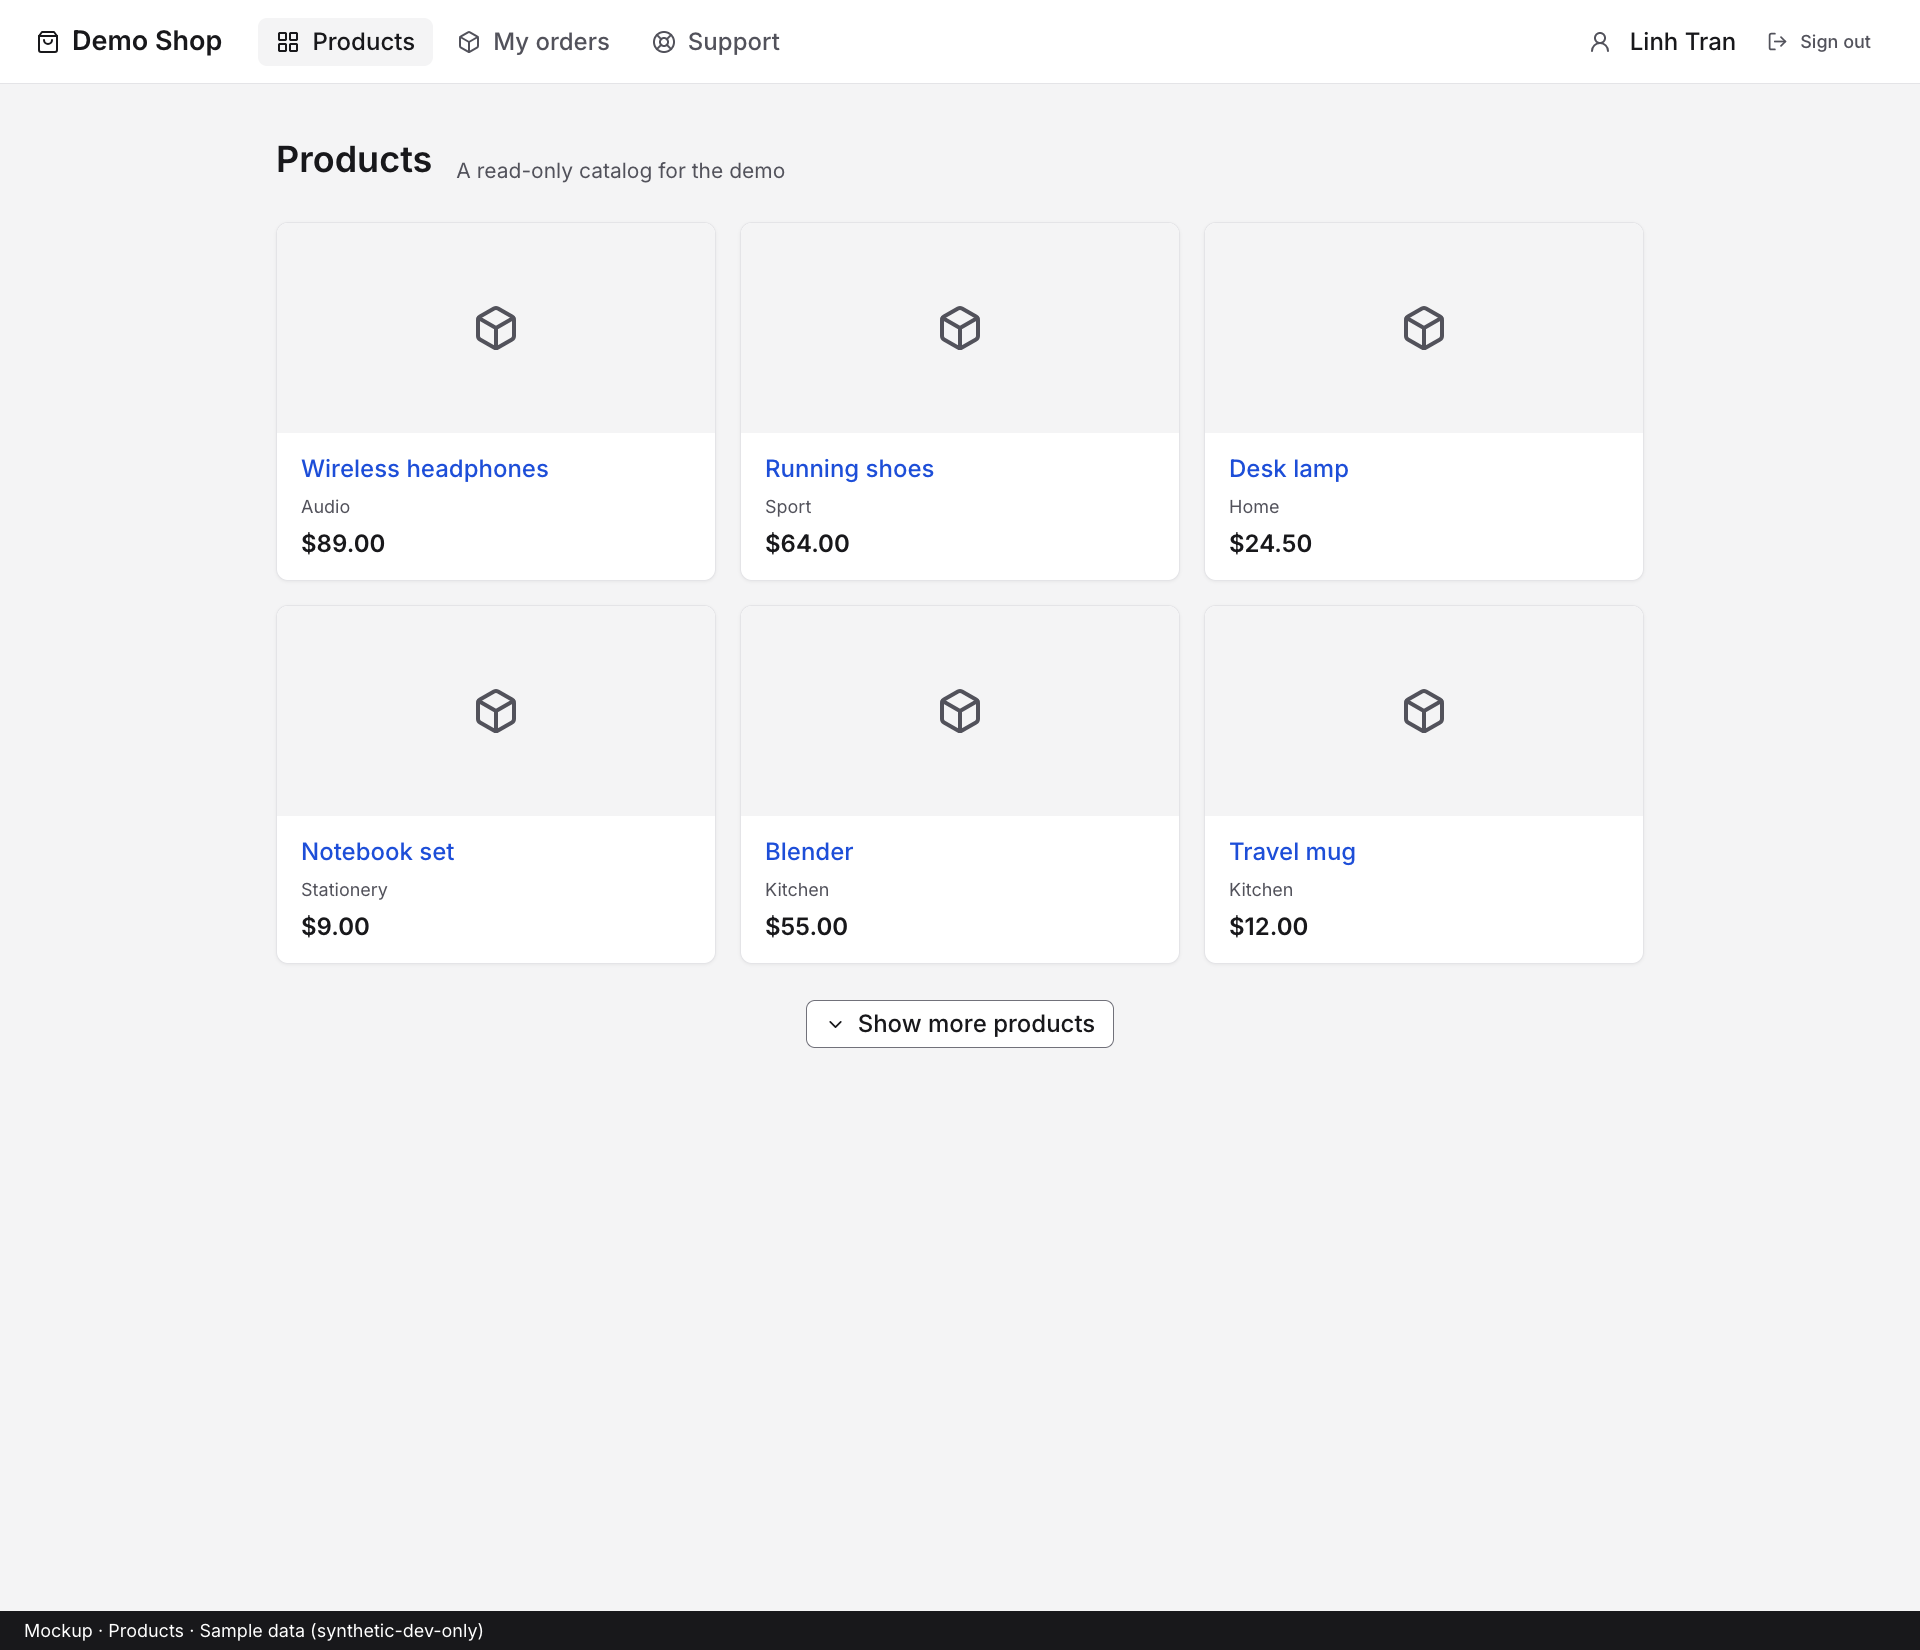 Demo Shop
Products
My orders
Support
Linh Tran
Sign out
Products
A read-only catalog for the demo
Wireless headphones
Audio
$89.00
Running shoes
Sport
$64.00
Desk lamp
Home
$24.50
Notebook set
Stationery
$9.00
Blender
Kitchen
$55.00
Travel mug
Kitchen
$12.00
Show more products
Mockup · Products · Sample data (synthetic-dev-only)